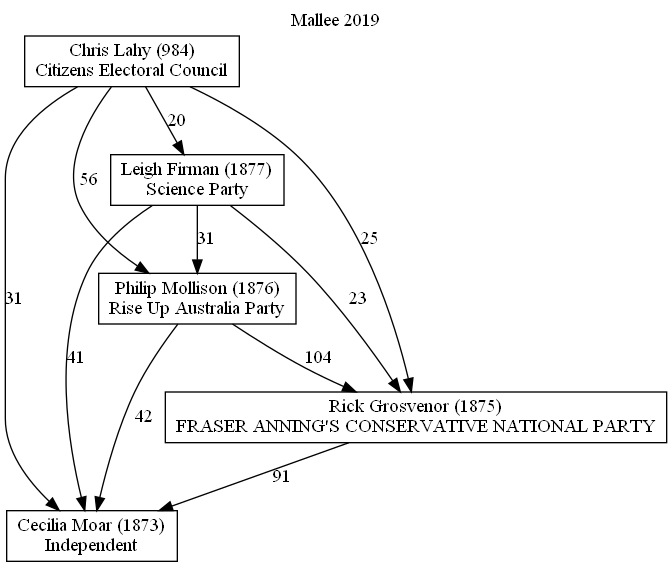 Mallee 2019
Chris Lahy (984)
Citizens Electoral Council
20
Leigh Firman (1877)
Science Party
56
31
25
Philip Mollison (1876)
Rise Up Australia Party
31
23
41
104
Rick Grosvenor (1875)
FRASER ANNING'S CONSERVATIVE NATIONAL PARTY
42
91
Cecilia Moar (1873)
Independent